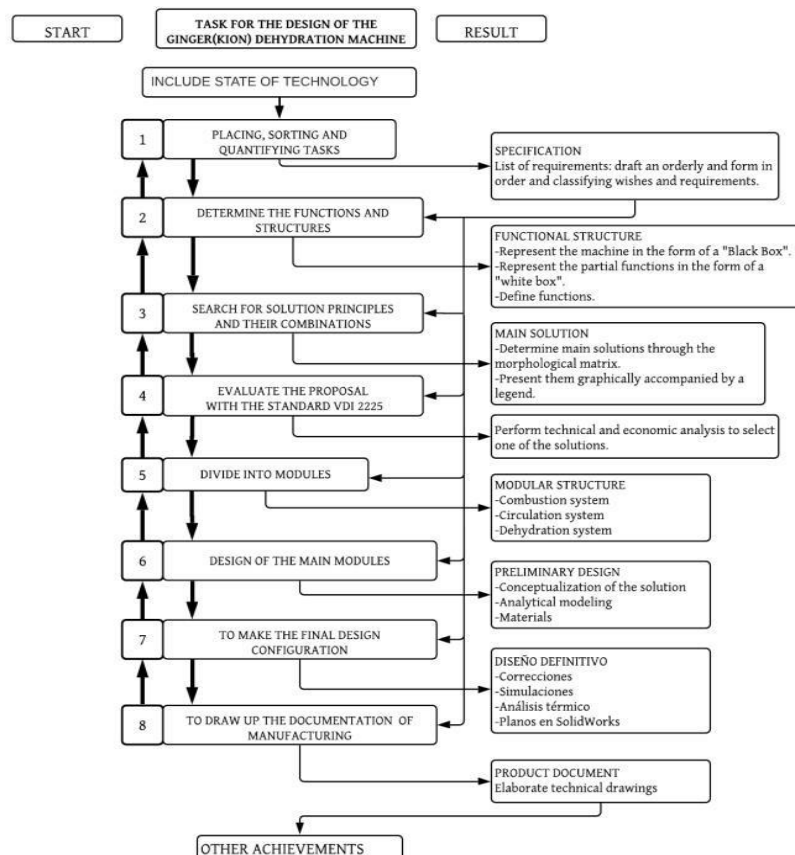 START
TASK FOR THE DESIGN OF THE
GINGER(KION) DEHYDRATION MACHINE
RESULT
INCLUDE STATE OF TECHNOLOGY
1
PLACING, SORTING AND
QUANTIFYING TASKS
SPECIFICATION
List of requirements: draft an orderly and form in
order and classifying wishes and requirements.
2
DETERMINE THE FUNCTIONS AND
STRUCTURES
FUNCTIONAL STRUCTURE
-Represent the machine in the form of a "Black Box".
-Represent the partial functions in the form of a
"white box".
-Define functions.
3
SEARCH FOR SOLUTION PRINCIPLES
AND THEIR COMBINATIONS
MAIN SOLUTION
-Determine main solutions through the
morphological matrix.
-Present them graphically accompanied by a
legend.
4
EVALUATE THE PROPOSAL
WITH THE STANDARD VDI 2225
Perform technical and economic analysis to select
one of the solutions.
5
DIVIDE INTO MODULES
MODULAR STRUCTURE
-Combustion system
-Circulation system
-Dehydration system
6
DESIGN OF THE MAIN MODULES
PRELIMINARY DESIGN
-Conceptualization of the solution
-Analytical modeling
-Materials
7
TO MAKE THE FINAL DESIGN
CONFIGURATION
DISEÑO DEFINITIVO
-Correcciones
-Simulaciones
-Análisis térmico
-Planos en SolidWorks
8
TO DRAW UP THE DOCUMENTATION OF
MANUFACTURING
PRODUCT DOCUMENT
Elaborate technical drawings
OTHER ACHIEVEMENTS